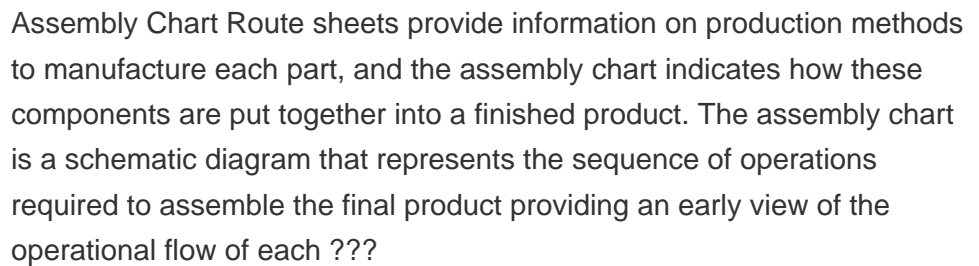 Assembly Chart Route sheets provide information on production methods
to manufacture each part, and the assembly chart indicates how these
components are put together into a finished product. The assembly chart
is a schematic diagram that represents the sequence of operations
required to assemble the final product providing an early view of the
operational flow of each ???